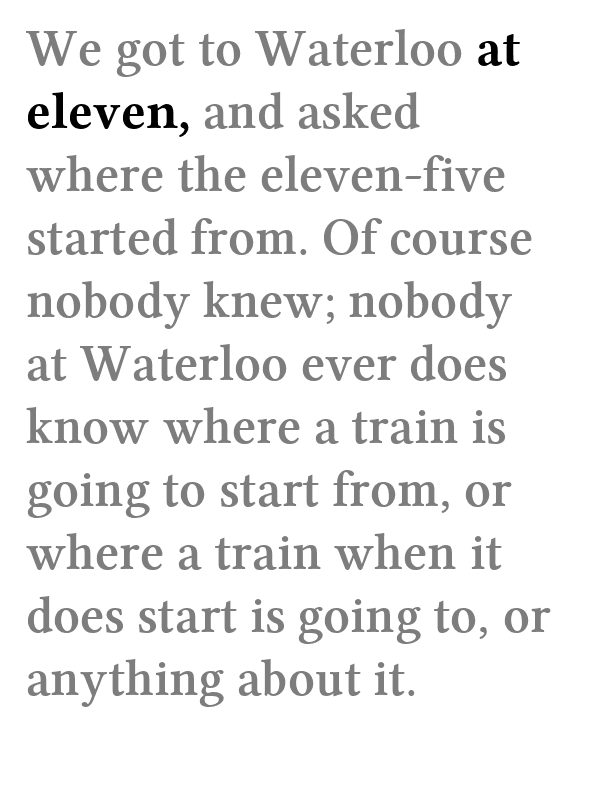 We got to Waterloo at
eleven, and asked
where the eleven-five
started from. Of course
nobody knew; nobody
at Waterloo ever does
know where a train is
going to start from, or
where a train when it
does start is going to, or
anything about it.